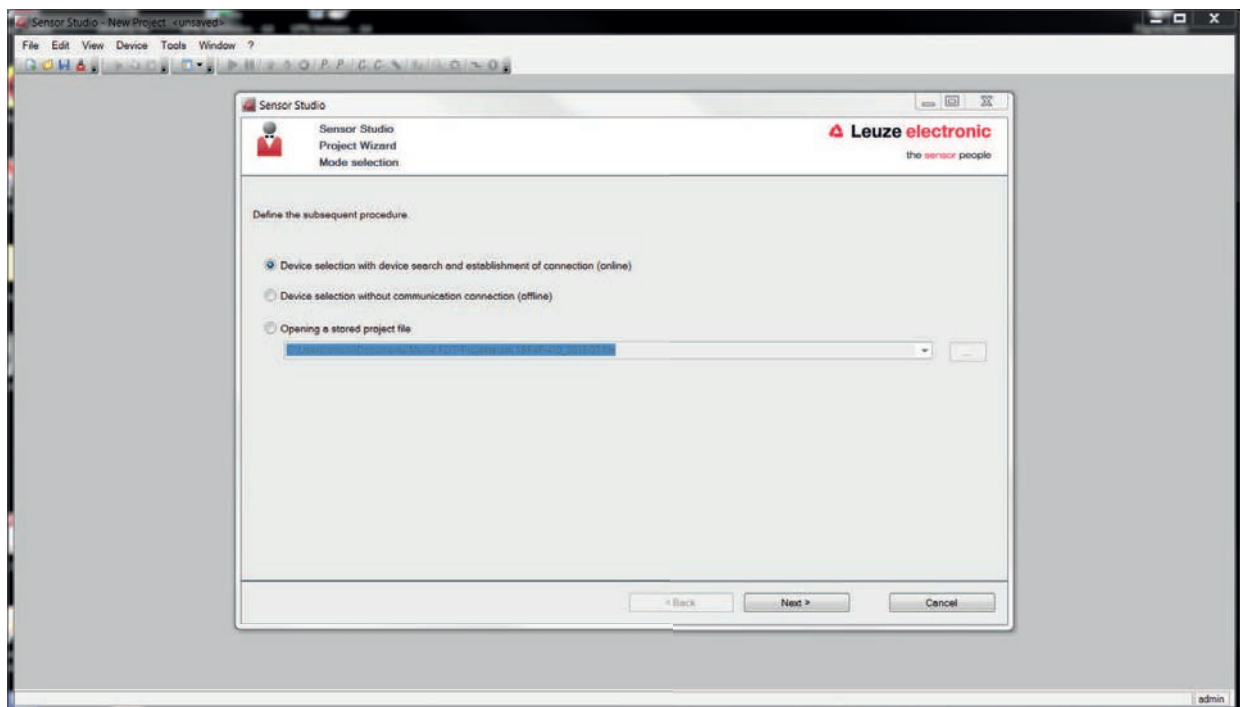 Sensor Studio - New Project <unsaved>
File Edit View Device Tools Window ?
Sensor Studio
Sensor Studio
Project Wizard
Mode selection
Leuze electronic
the sensor people
Define the subsequent procedure.
Device selection with device search and establishment of connection (online)
Device selection without communication connection (offline)
Opening a stored project file
...
< Back
Next >
Cancel
admin